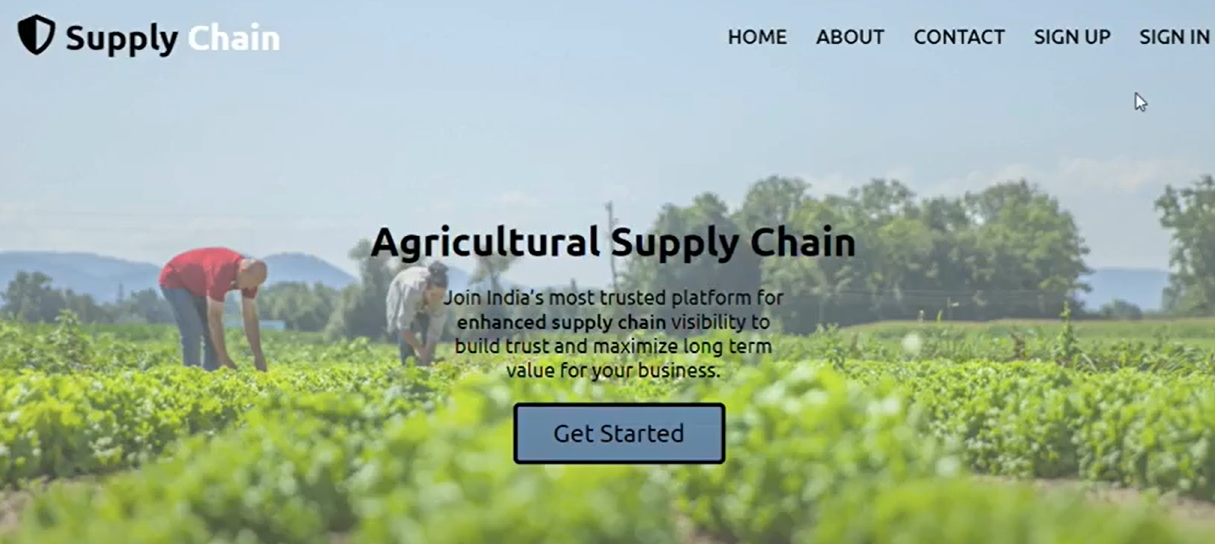 Supply Chain
HOME ABOUT CONTACT SIGN UP SIGN IN
Agricultural Supply Chain
Join India's most trusted platform for
enhanced supply chain visibility to
build trust and maximize long term
value for your business.
Get Started